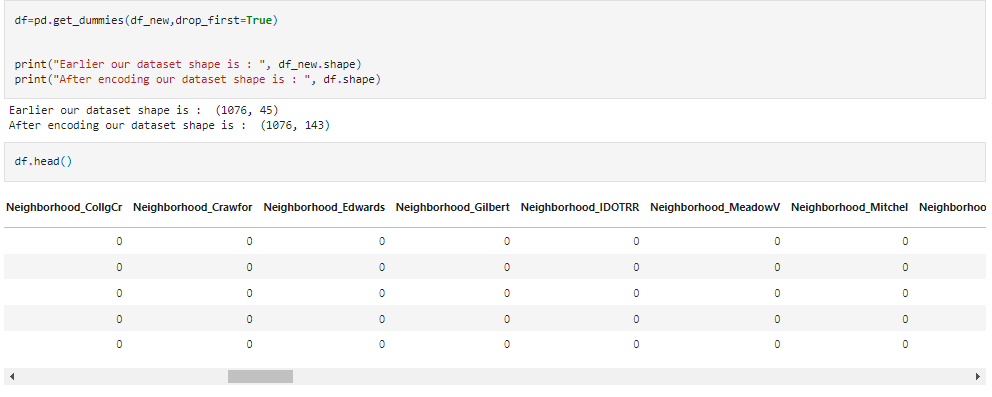 df=pd.get_dummies(df_new,drop_first=True)
print("Earlier our dataset shape is : ", df_new.shape)
print("After encoding our dataset shape is : ", df.shape)
Earlier our dataset shape is :  (1076, 45)
After encoding our dataset shape is :  (1076, 143)
df.head()
Neighborhood_CollgCr Neighborhood_Crawfor Neighborhood_Edwards Neighborhood_Gilbert Neighborhood_IDOTRR Neighborhood_MeadowV Neighborhood_Mitchel Neighborhoo
0 0 0 0 0 0 0
0 0 0 0 0 0 0
0 0 0 0 0 0 0
0 0 0 0 0 0 0
0 0 0 0 0 0 0